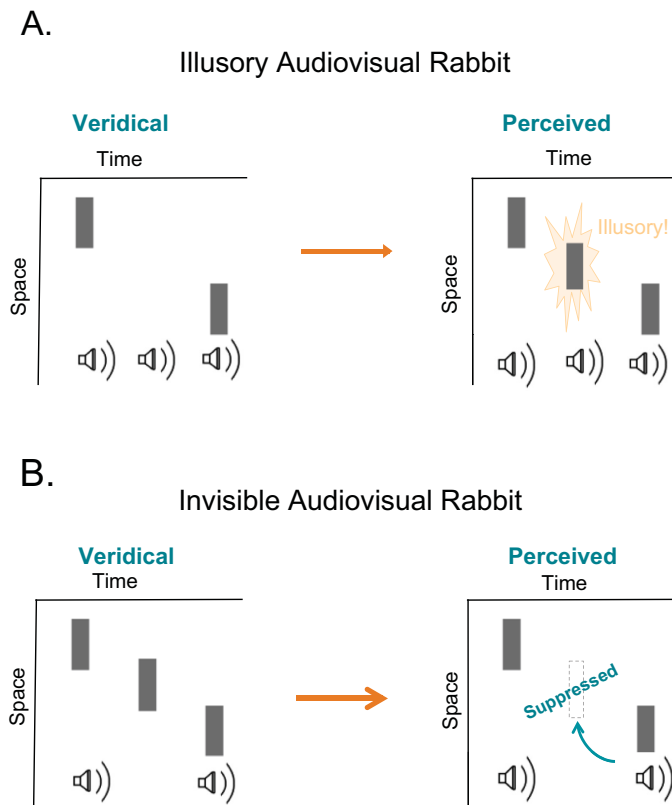 A.
Illusory Audiovisual Rabbit
Veridical
Time
Space
Perceived
Time
Space
Illusory!
B.
Invisible Audiovisual Rabbit
Veridical
Time
Space
Perceived
Time
Space
Suppressed